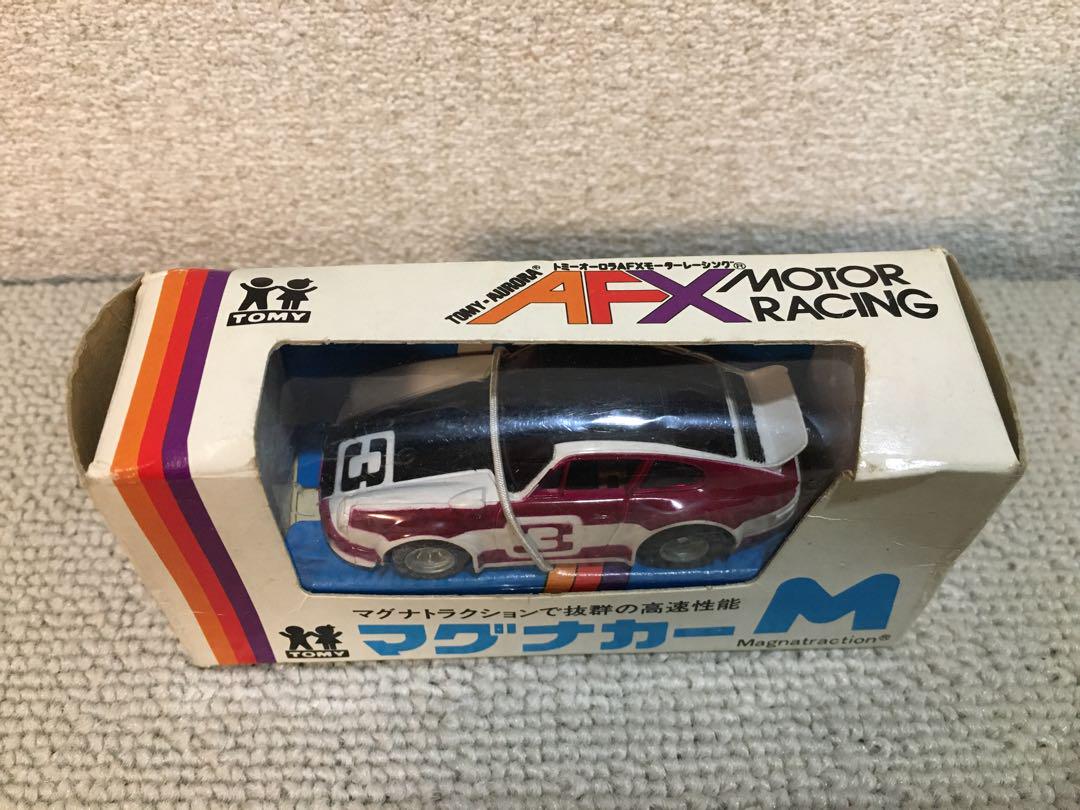 トミーオーロラAFXモーターレーシング®
TOMY-AURORA® AFX MOTOR RACING
TOMY
3
3
マグナトラクションで抜群の高速性能
マグナカー M
Magnatraction®
TOMY